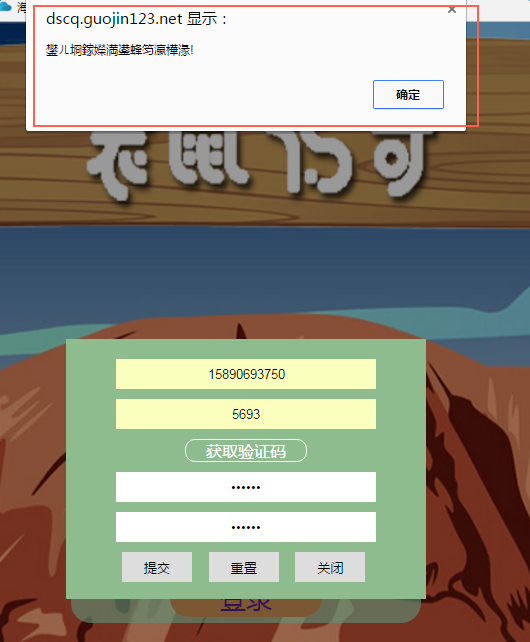 海
dscq.guojin123.net 显示：
确定
15890693750
5693
获取验证码
••••••
••••••
提交
重置
关闭
登录